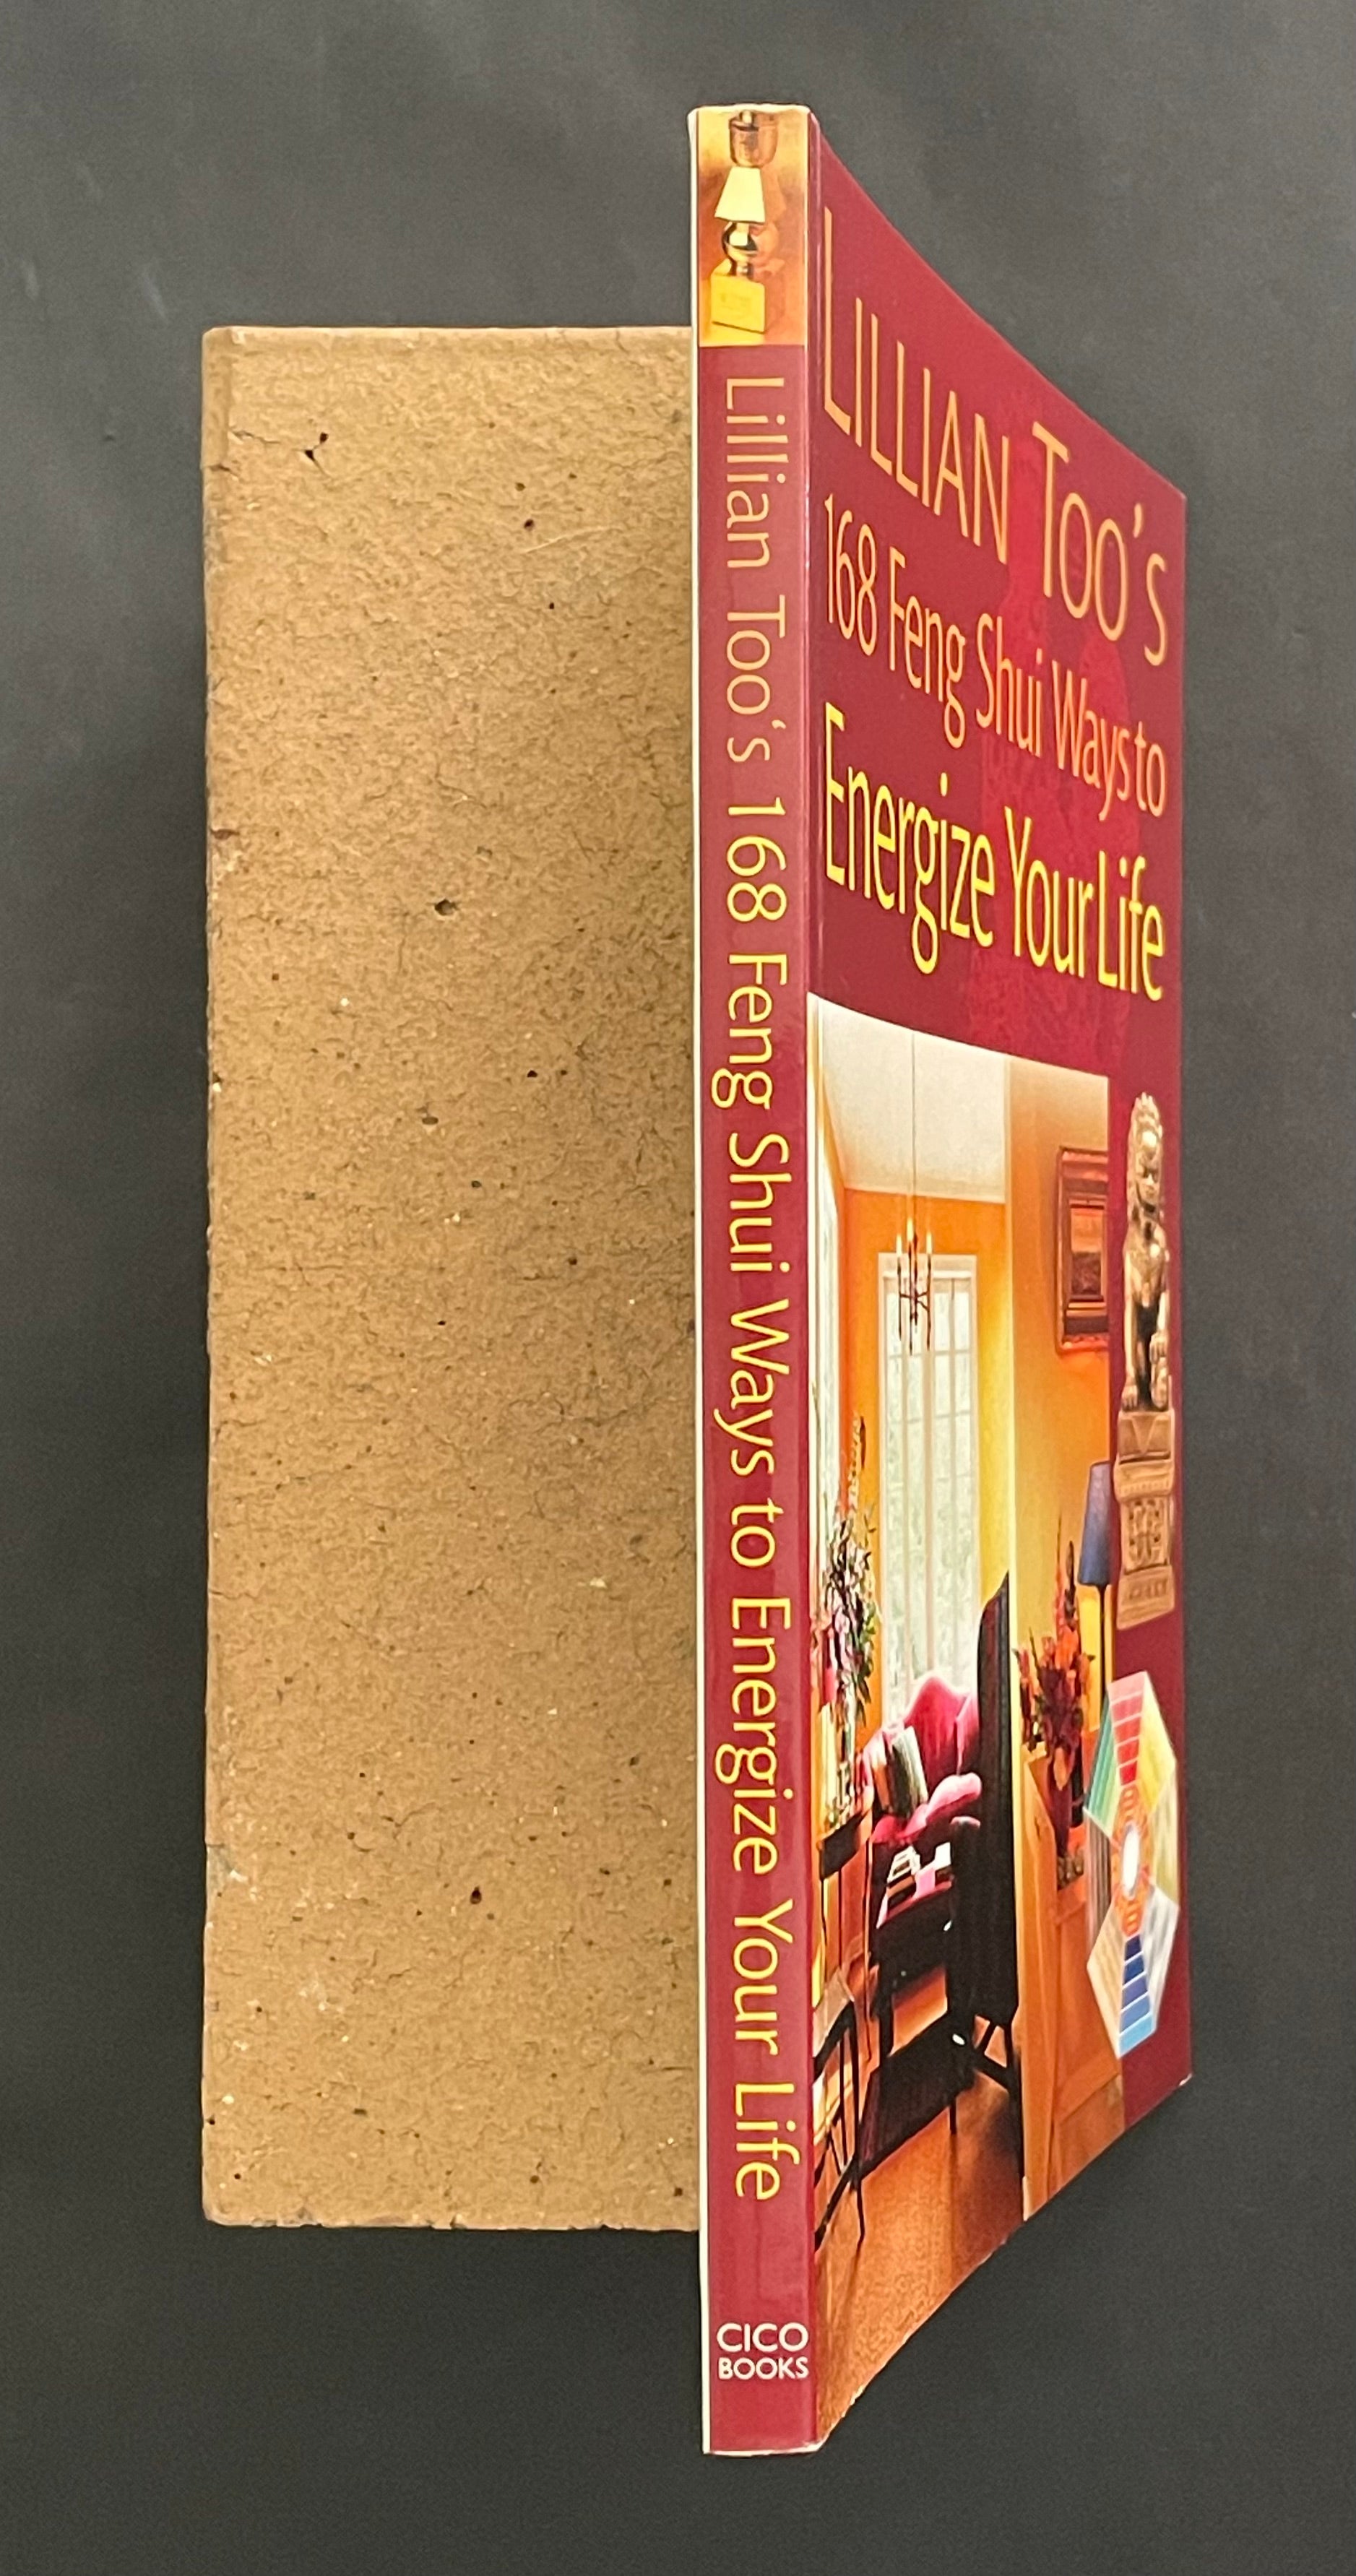 Lillian Too's 168 Feng Shui Ways to Energize Your Life
CICO
BOOKS
LILLIAN TOO'S
168 Feng Shui Ways to
Energize Your Life